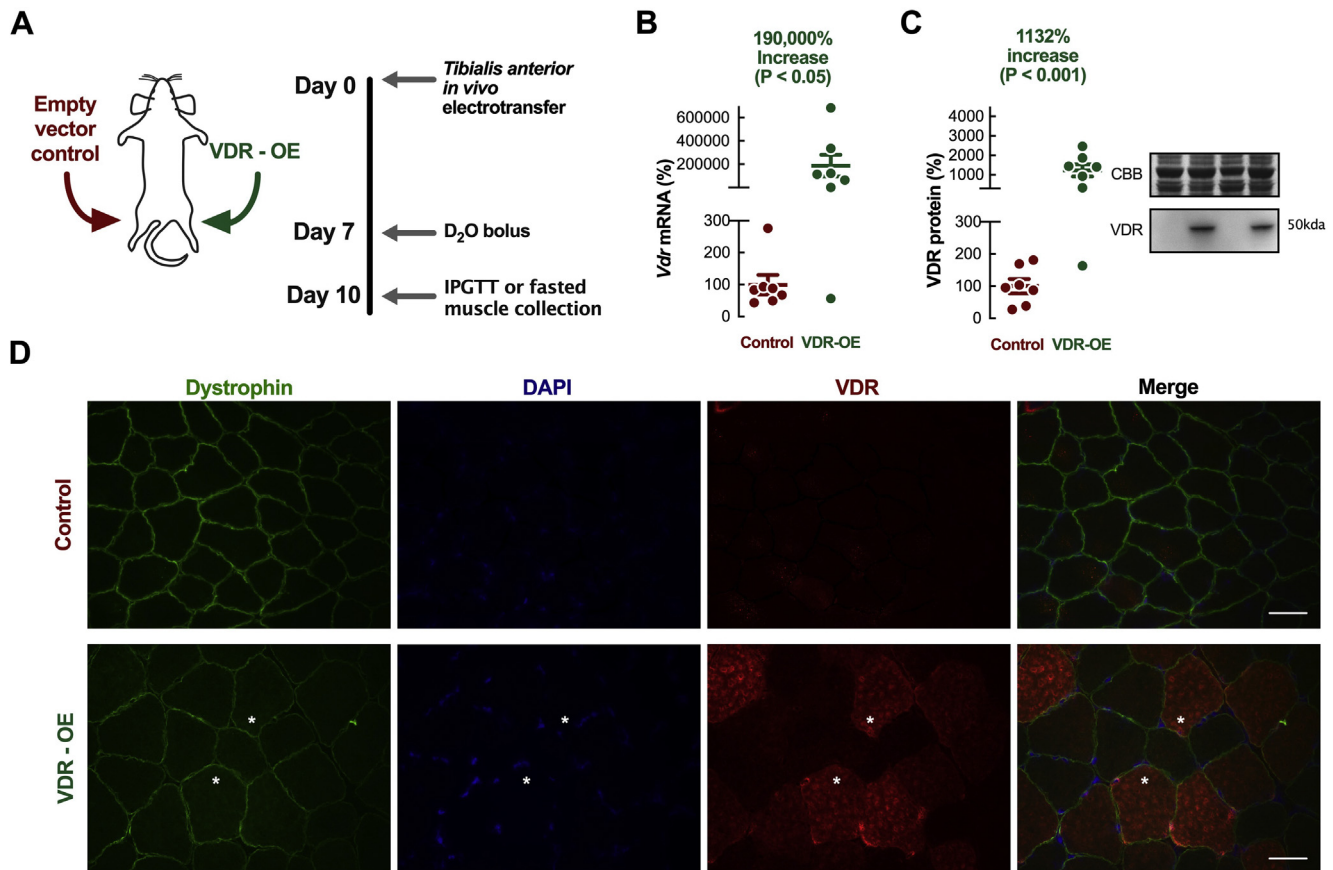 A
Empty
vector
control
VDR - OE
Day 0
Day 7
Day 10
Tibialis anterior
in vivo
electrotransfer
D₂O bolus
IPGTT or fasted
muscle collection
B
190,000%
Increase
(P < 0.05)
Vdr mRNA (%)
600000
400000
200000
300
200
100
0
Control VDR-OE
C
1132%
increase
(P < 0.001)
VDR protein (%)
4000
3000
2000
1000
300
200
100
0
Control VDR-OE
CBB
VDR
50kda
D
Dystrophin DAPI VDR Merge
Control
VDR - OE
* * * *
* * * *